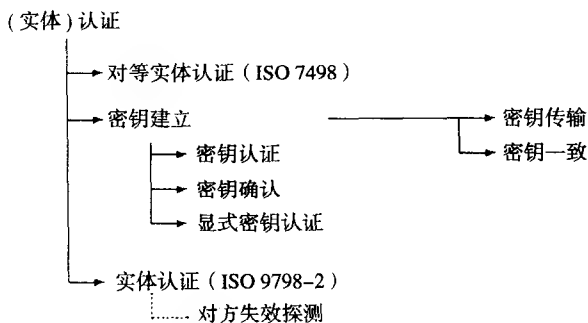 (实体)认证
对等实体认证(ISO 7498)
密钥建立
密钥传输
密钥一致
密钥认证
密钥确认
显式密钥认证
实体认证(ISO 9798-2)
对方失效探测